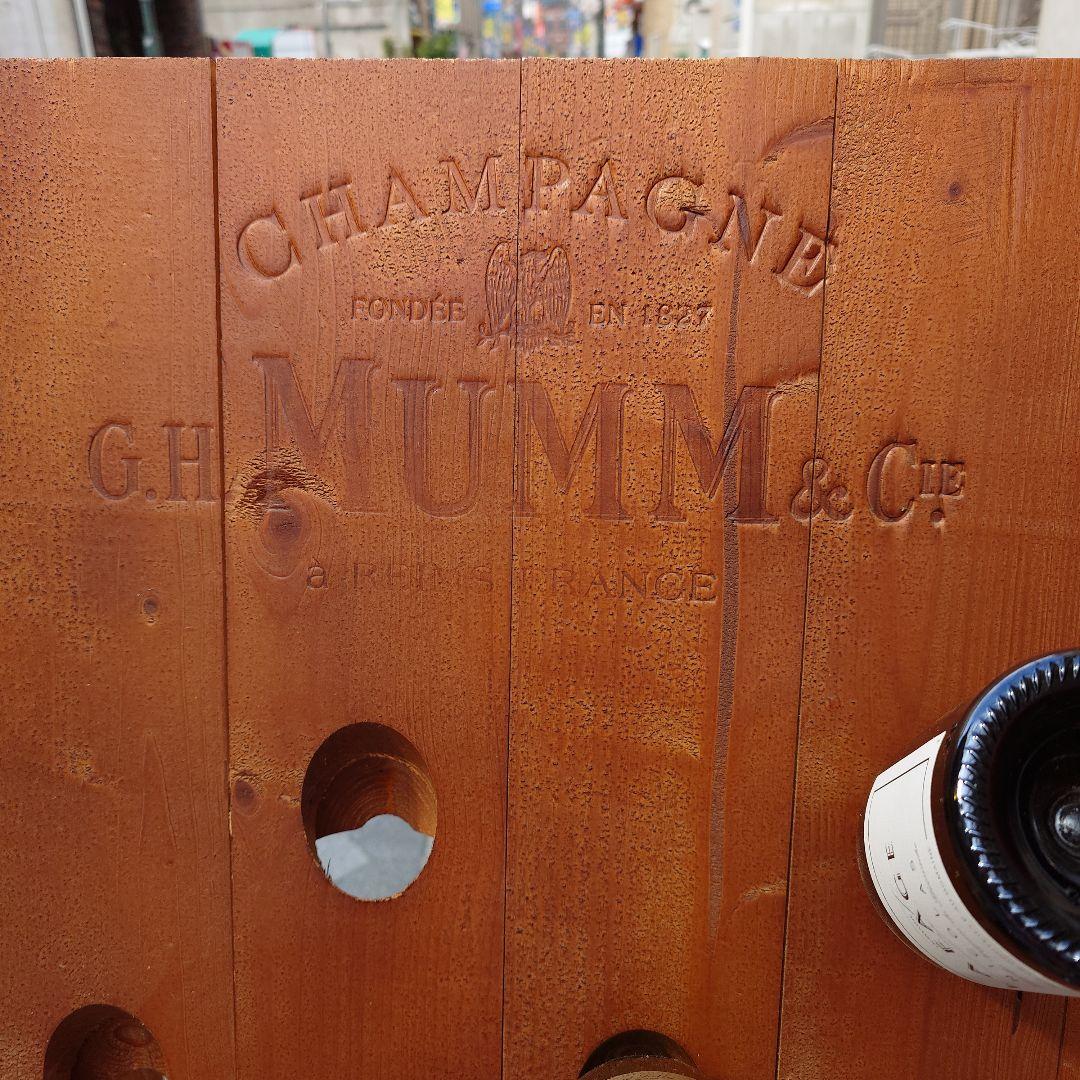 CHAMPAGNE
FONDÉE EN 1827
G.H MUMM & CIE.
à REIMS FRANCE